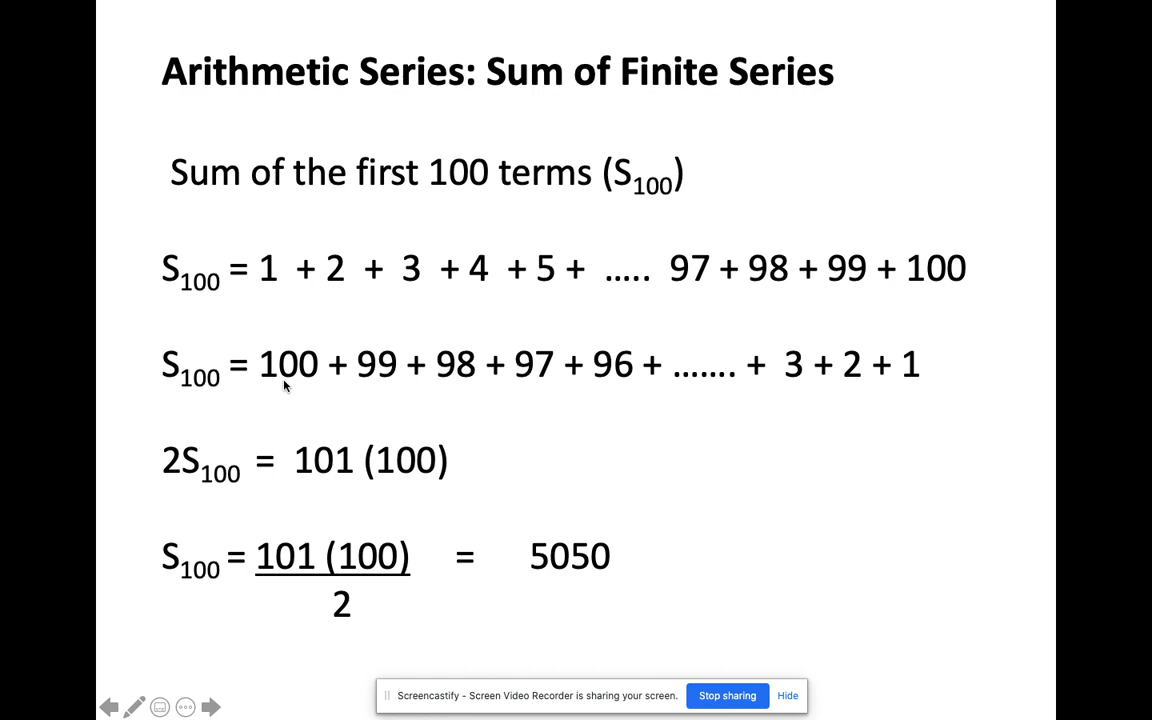 Arithmetic Series: Sum of Finite Series
Sum of the first 100 terms (S₁₀₀)
S₁₀₀ = 1 + 2 + 3 + 4 + 5 + ..... 97 + 98 + 99 + 100
S₁₀₀ = 100 + 99 + 98 + 97 + 96 + ....... + 3 + 2 + 1
2S₁₀₀ = 101 (100)
S₁₀₀ = 101 (100) = 5050
2
Screencastify - Screen Video Recorder is sharing your screen. Stop sharing Hide